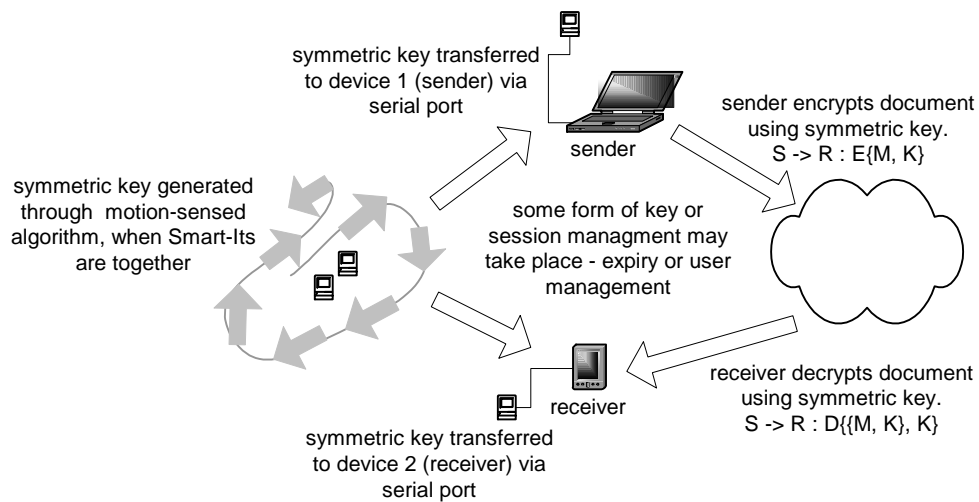 symmetric key transferred
to device 1 (sender) via
serial port
sender
sender encrypts document
using symmetric key.
S -> R : E{M, K}
symmetric key generated
through motion-sensed
algorithm, when Smart-Its
are together
some form of key or
session managment may
take place - expiry or user
management
receiver
symmetric key transferred
to device 2 (receiver) via
serial port
receiver decrypts document
using symmetric key.
S -> R : D{{M, K}, K}